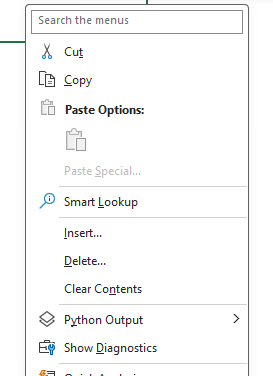 Search the menus
Cut
Copy
Paste Options:
Paste Special...
Smart Lookup
Insert...
Delete...
Clear Contents
Python Output
Show Diagnostics